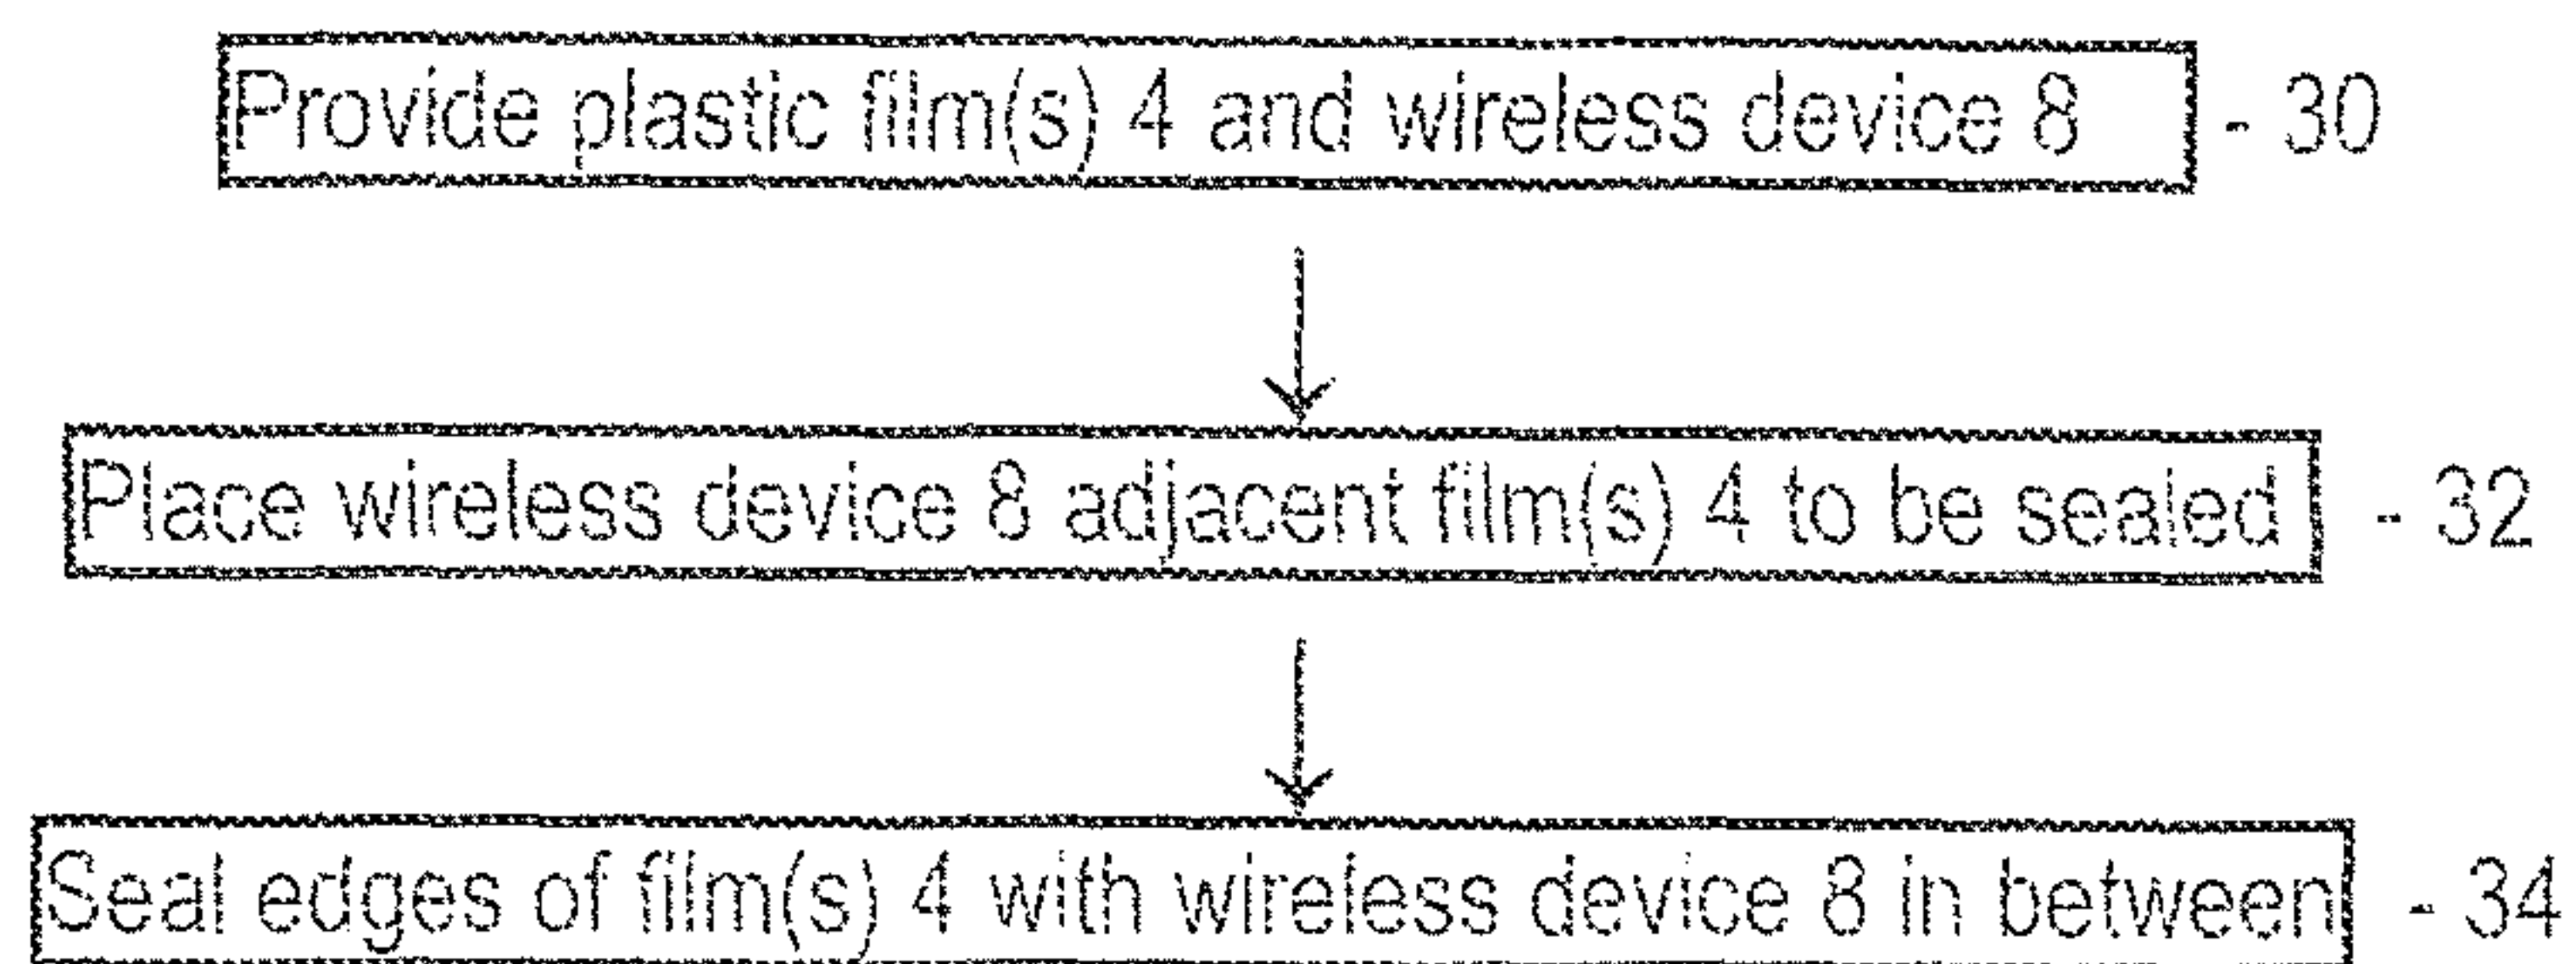 Provide plastic film(s) 4 and wireless device 8 - 30
Place wireless device 8 adjacent film(s) 4 to be sealed - 32
Seal edges of film(s) 4 with wireless device 8 in between - 34